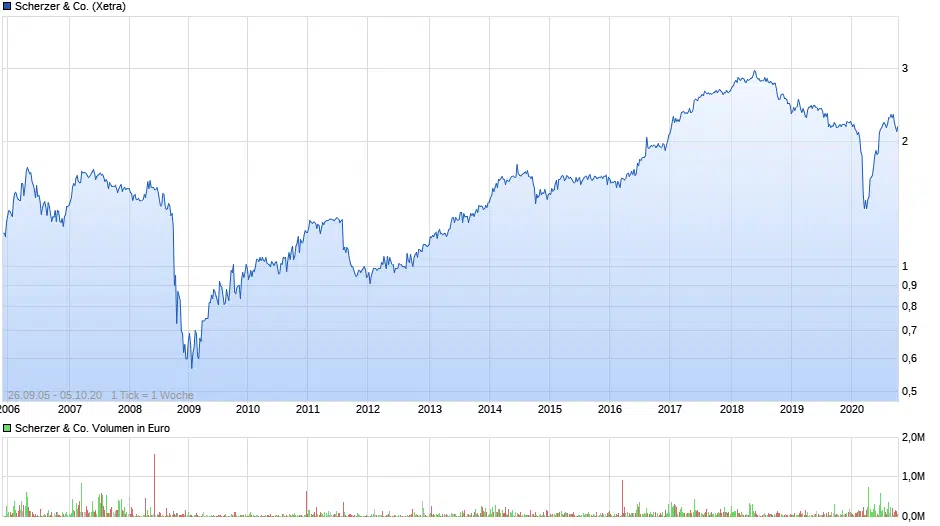 Scherzer & Co. (Xetra)
3
2
1
0,9
0,8
0,7
0,6
0,5
26.09.05 - 05.10.20 1 Tick = 1 Woche
2006 2007 2008 2009 2010 2011 2012 2013 2014 2015 2016 2017 2018 2019 2020
Scherzer & Co. Volumen in Euro
2,0M
1,0M
0,0M